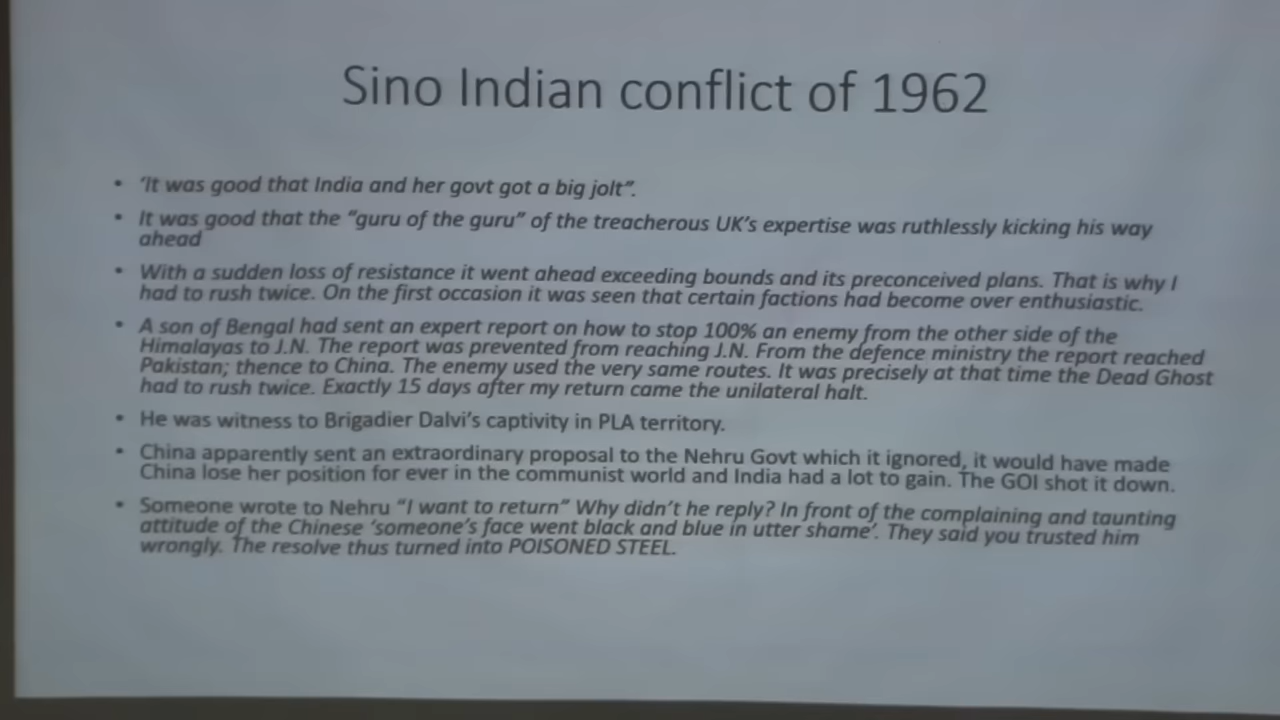 Sino Indian conflict of 1962
• 'It was good that India and her govt got a big jolt".
• It was good that the "guru of the guru" of the treacherous UK's expertise was ruthlessly kicking his way
ahead
• With a sudden loss of resistance it went ahead exceeding bounds and its preconceived plans. That is why I
had to rush twice. On the first occasion it was seen that certain factions had become over enthusiastic.
• A son of Bengal had sent an expert report on how to stop 100% an enemy from the other side of the
Himalayas to J.N. The report was prevented from reaching J.N. From the defence ministry the report reached
Pakistan; thence to China. The enemy used the very same routes. It was precisely at that time the Dead Ghost
had to rush twice. Exactly 15 days after my return came the unilateral halt.
• He was witness to Brigadier Dalvi's captivity in PLA territory.
• China apparently sent an extraordinary proposal to the Nehru Govt which it ignored, it would have made
China lose her position for ever in the communist world and India had a lot to gain. The GOI shot it down.
• Someone wrote to Nehru "I want to return" Why didn't he reply? In front of the complaining and taunting
attitude of the Chinese 'someone's face went black and blue in utter shame'. They said you trusted him
wrongly. The resolve thus turned into POISONED STEEL.